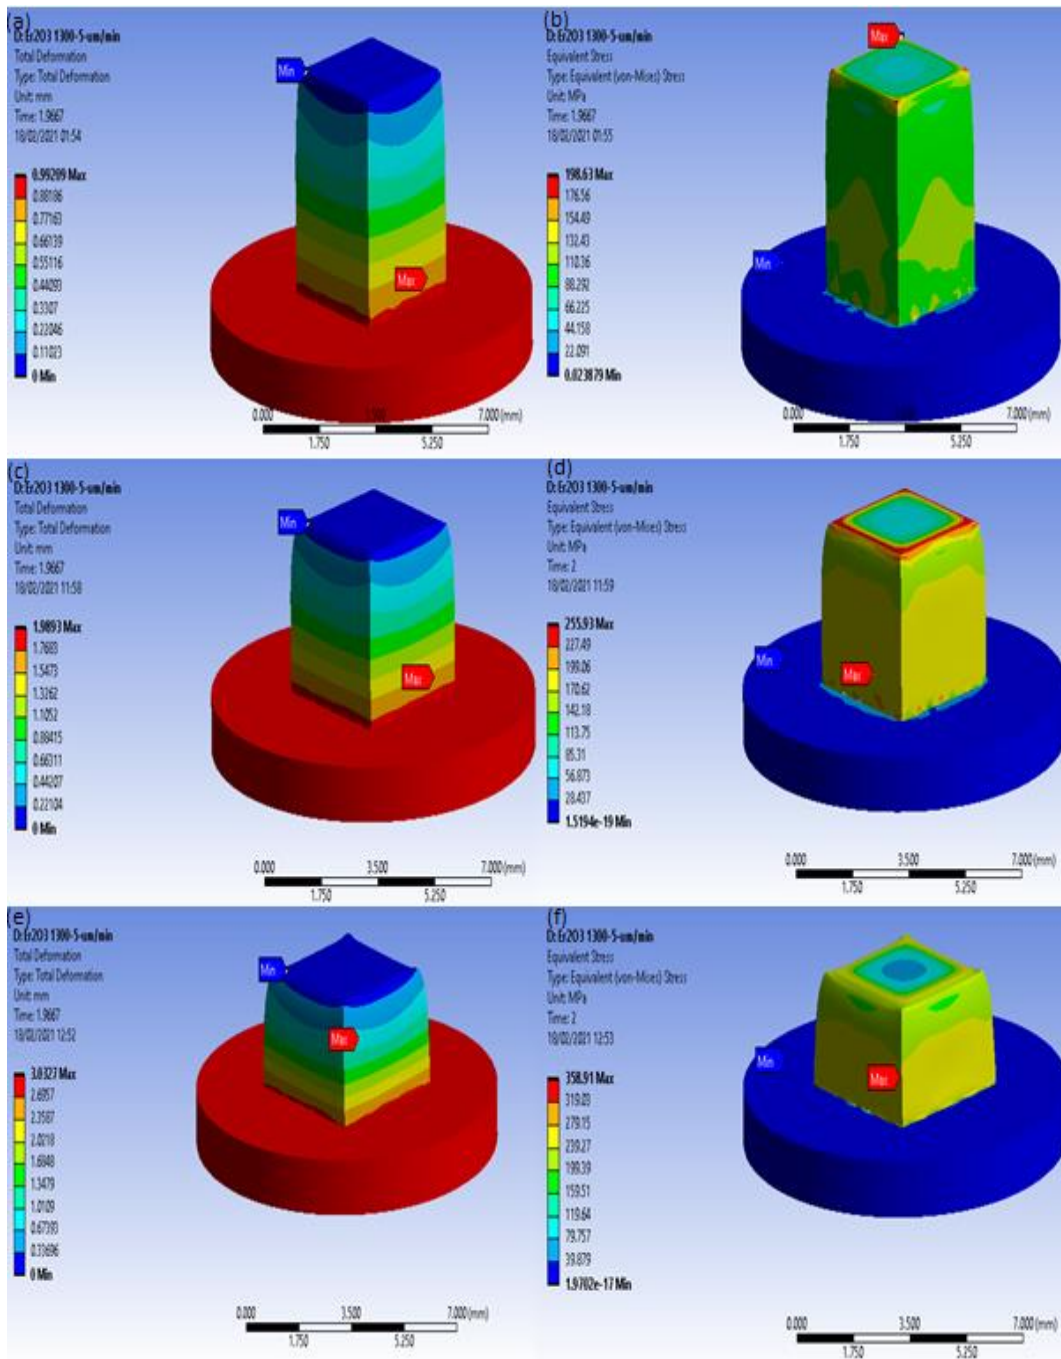 (a)
D: Er2O3 1300-5-um/min
Total Deformation
Type: Total Deformation
Unit: mm
Time: 1.9667
18/02/2021 01:54
0.99209 Max
0.88186
0.77163
0.66139
0.55116
0.44093
0.3307
0.22046
0.11023
0 Min
Min
Max
0.000
7.000 (mm)
1.750
5.250
(b)
D: Er2O3 1300-5-um/min
Equivalent Stress
Type: Equivalent (von-Mises) Stress
Unit: MPa
Time: 1.9667
18/02/2021 01:55
198.63 Max
176.56
154.49
132.43
110.36
88.292
66.225
44.158
22.091
0.023879 Min
Max
Min
0.000
7.000 (mm)
1.750
5.250
(c)
D: Er2O3 1300-5-um/min
Total Deformation
Type: Total Deformation
Unit: mm
Time: 1.9667
18/02/2021 11:58
1.9893 Max
1.7683
1.5473
1.3262
1.1052
0.88415
0.66311
0.44207
0.22104
0 Min
Min
Max
0.000
3.500
7.000 (mm)
1.750
5.250
(d)
D: Er2O3 1300-5-um/min
Equivalent Stress
Type: Equivalent (von-Mises) Stress
Unit: MPa
Time: 2
18/02/2021 11:59
255.93 Max
227.49
199.06
170.62
142.18
113.75
85.31
56.873
28.437
1.5194e-19 Min
Min
Max
0.000
3.500
7.000 (mm)
1.750
5.250
(e)
D: Er2O3 1300-5-um/min
Total Deformation
Type: Total Deformation
Unit: mm
Time: 1.9667
18/02/2021 12:52
3.0327 Max
2.6957
2.3587
2.0218
1.6848
1.3479
1.0109
0.67393
0.33696
0 Min
Min
Max
0.000
3.500
7.000 (mm)
1.750
5.250
(f)
D: Er2O3 1300-5-um/min
Equivalent Stress
Type: Equivalent (von-Mises) Stress
Unit: MPa
Time: 2
18/02/2021 12:53
358.91 Max
319.03
279.15
239.27
199.39
159.51
119.64
79.757
39.879
1.9702e-17 Min
Min
Max
0.000
3.500
7.000 (mm)
1.750
5.250